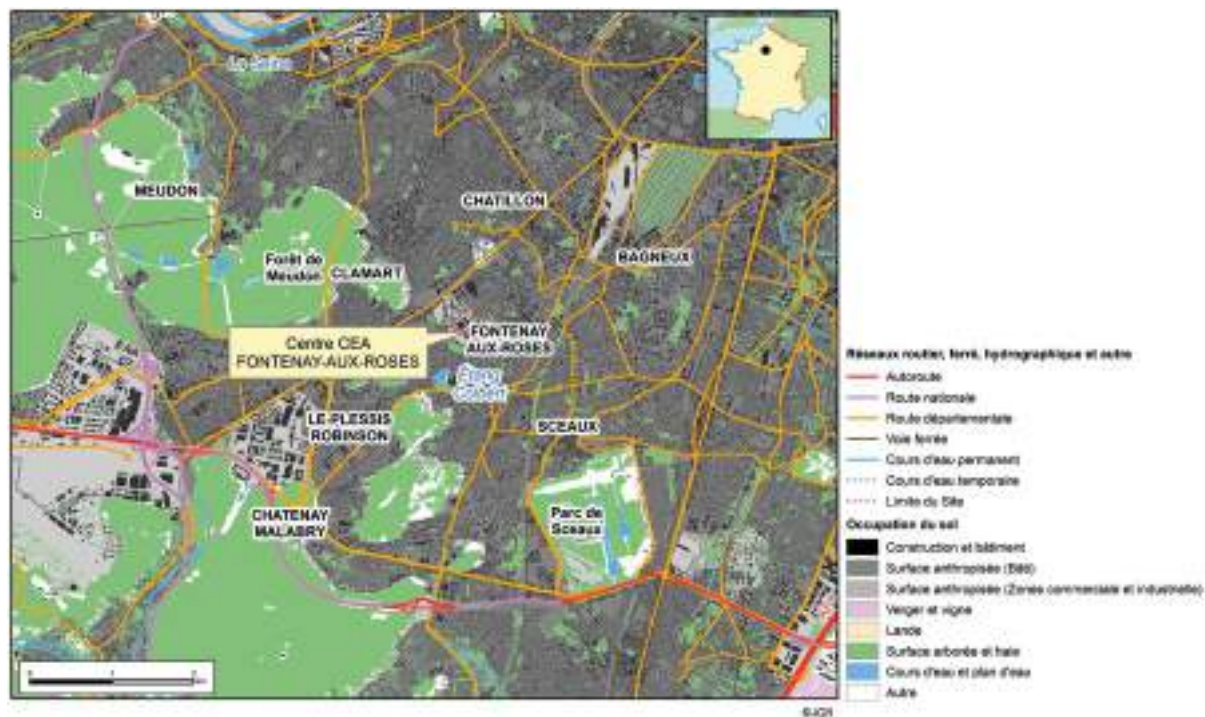 La Seine
MEUDON
CHATILLON
Forêt de
Meudon
CLAMART
BAGNEUX
Centre CEA
FONTENAY-AUX-ROSES
FONTENAY
AUX-ROSES
Étang
Colbert
LE-PLESSIS
ROBINSON
SCEAUX
CHATENAY
MALABRY
Parc de
Sceaux
Réseaux routier, ferré, hydrographique et autre
Autoroute
Route nationale
Route départementale
Voie ferrée
Cours d'eau permanent
Cours d'eau temporaire
Limite du Site
Occupation du sol
Construction et bâtiment
Surface anthropisée (Bâti)
Surface anthropisée (Zones commerciale et industrielle)
Verger et vigne
Lande
Surface arborée et haie
Cours d'eau et plan d'eau
Autre